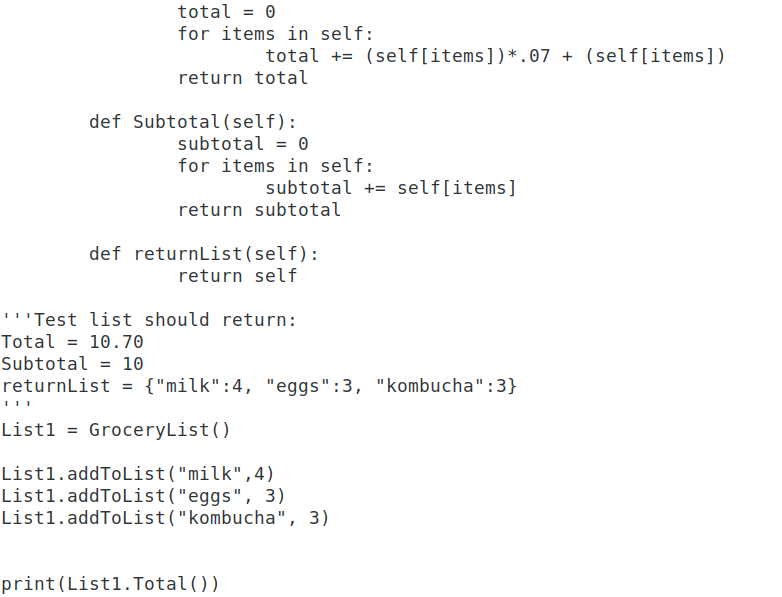 total = 0
for items in self:
total += (self[items])*.07 + (self[items])
return total
def Subtotal(self):
subtotal = 0
for items in self:
subtotal += self[items]
return subtotal
def returnList(self):
return self
'''Test list should return:
Total = 10.70
Subtotal = 10
returnList = {"milk":4, "eggs":3, "kombucha":3}
'''
List1 = GroceryList()
List1.addToList("milk",4)
List1.addToList("eggs", 3)
List1.addToList("kombucha", 3)
print(List1.Total())